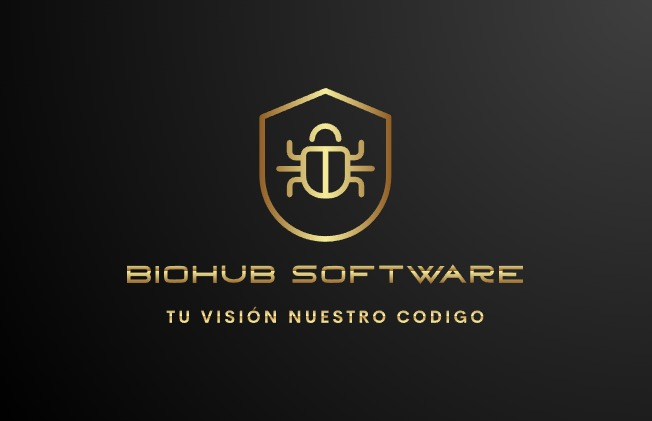 BIOHUB SOFTWARE
TU VISIÓN NUESTRO CODIGO